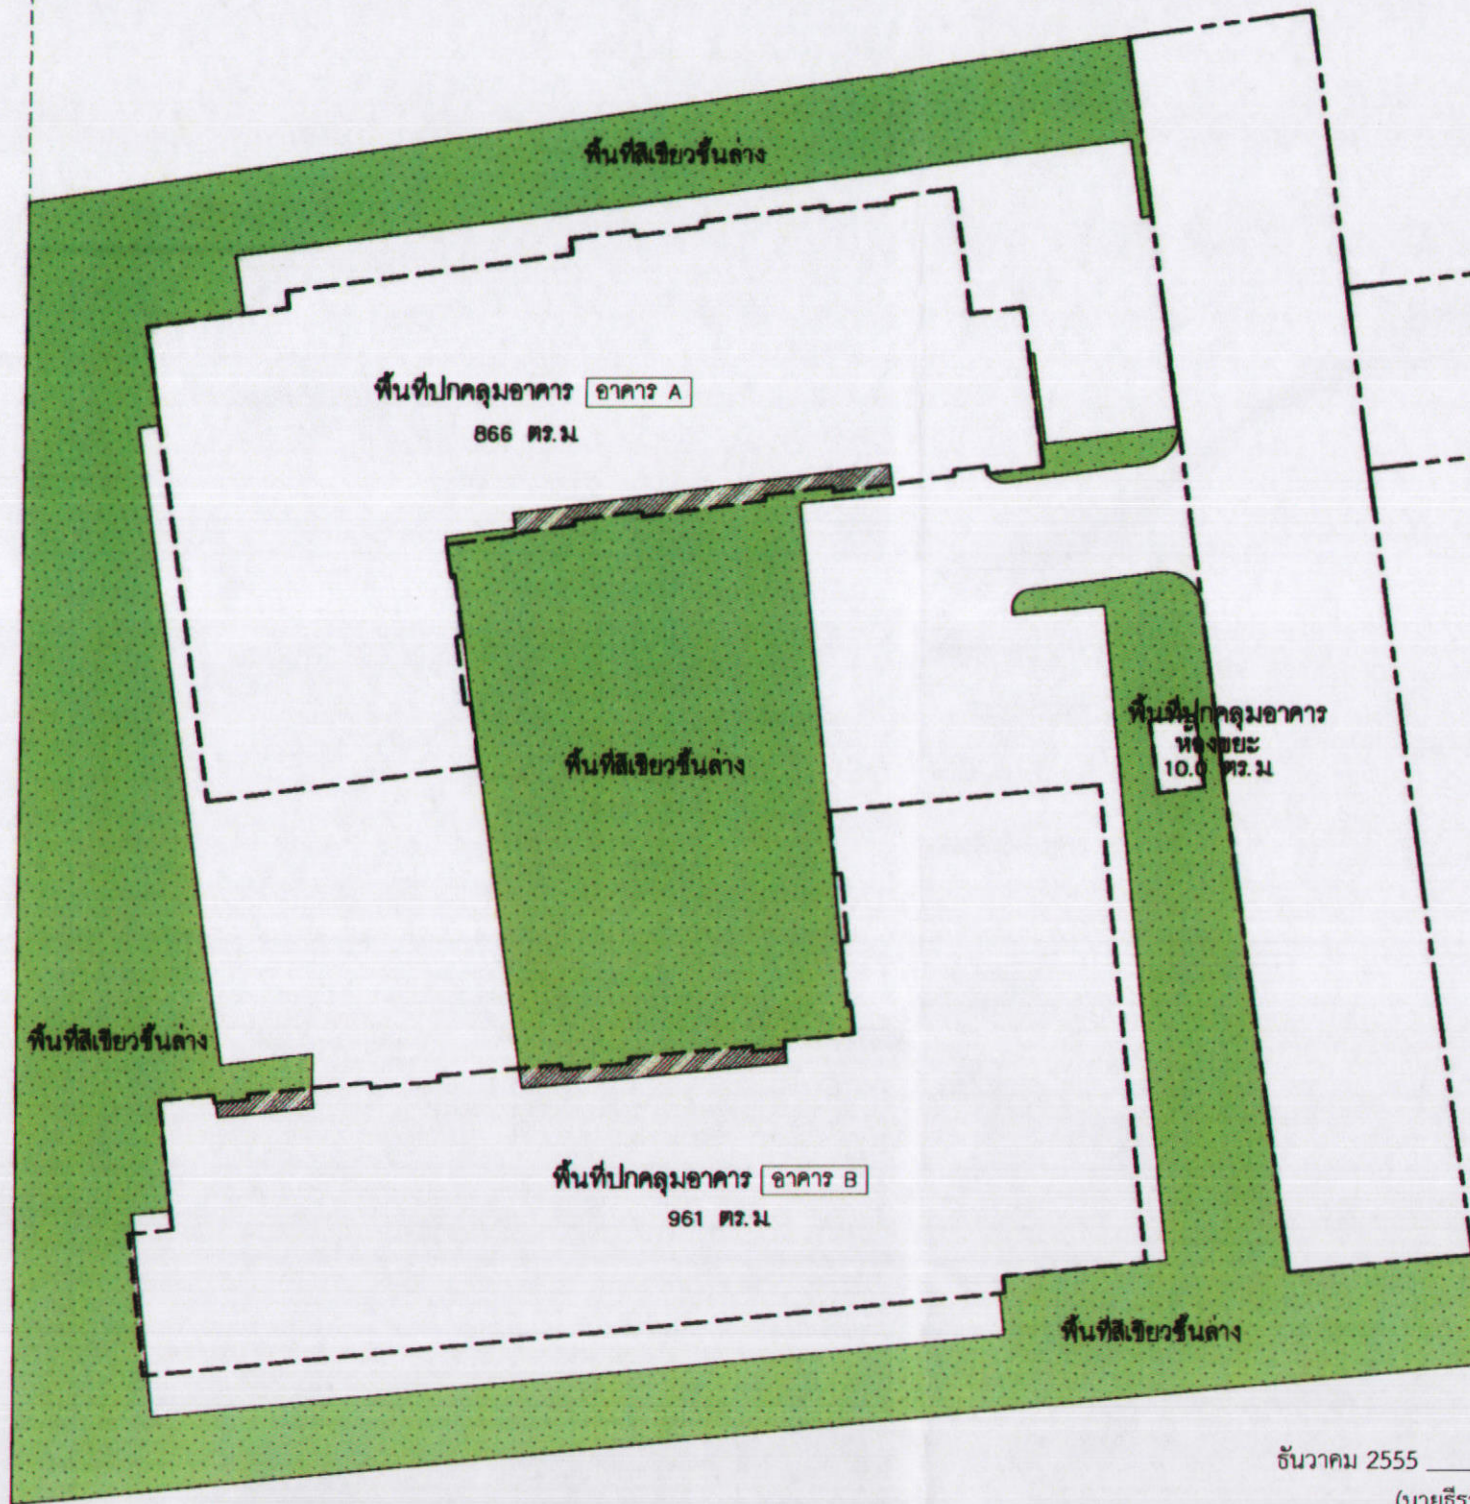 พื้นที่สีเขียวชั้นล่าง
พื้นที่ปกคลุมอาคาร อาคาร A
866 ตร.ม.
พื้นที่ปกคลุมอาคาร
ห้องขยะ
10.0 ตร.ม.
พื้นที่สีเขียวชั้นล่าง
พื้นที่สีเขียวชั้นล่าง
พื้นที่ปกคลุมอาคาร อาคาร B
961 ตร.ม.
พื้นที่สีเขียวชั้นล่าง
ธันวาคม 2555